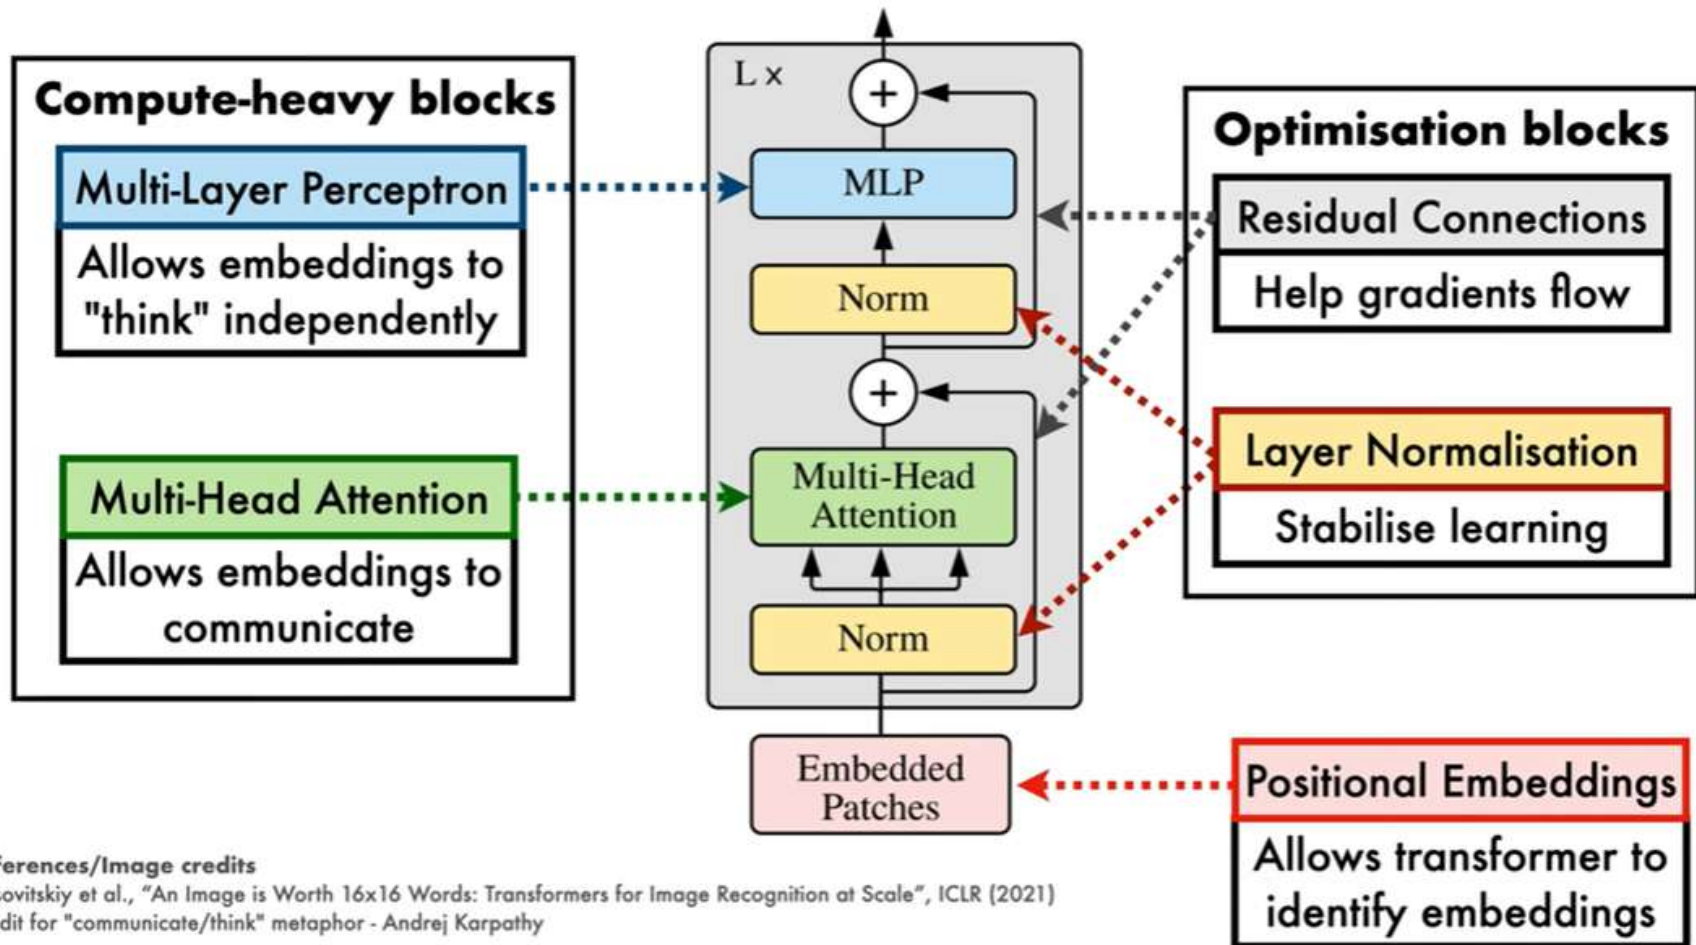 Compute-heavy blocks
Multi-Layer Perceptron
Allows embeddings to
"think" independently
Multi-Head Attention
Allows embeddings to
communicate
L ×
+
MLP
Norm
+
Multi-Head
Attention
Norm
Embedded
Patches
Optimisation blocks
Residual Connections
Help gradients flow
Layer Normalisation
Stabilise learning
Positional Embeddings
Allows transformer to
identify embeddings
ferences/Image credits
sovitskiy et al., “An Image is Worth 16x16 Words: Transformers for Image Recognition at Scale”, ICLR (2021)
dit for "communicate/think" metaphor - Andrej Karpathy